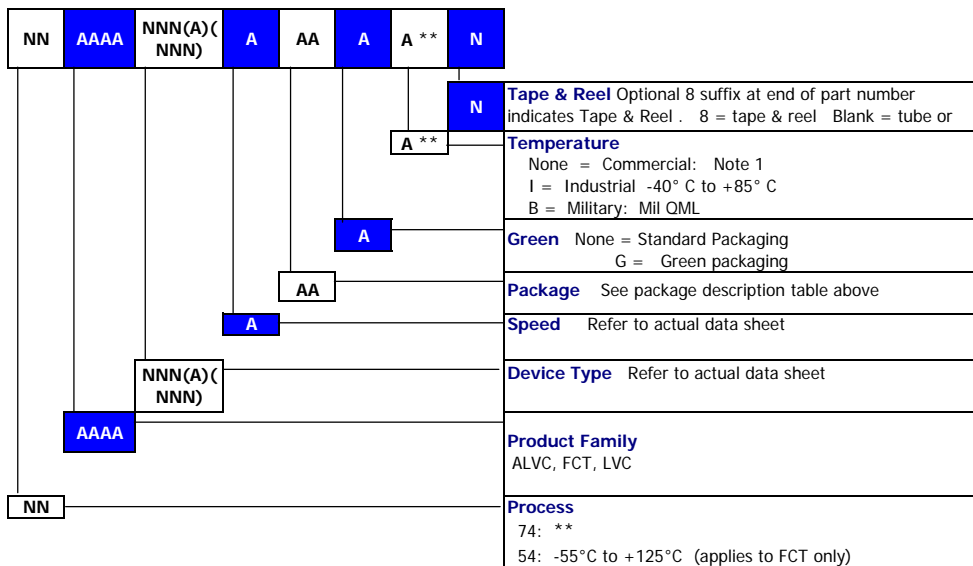 NN AAAA NNN(A)( A AA A A ** N
NNN)
N
Tape & Reel Optional 8 suffix at end of part number
indicates Tape & Reel . 8 = tape & reel Blank = tube or
A **
Temperature
None = Commercial: Note 1
I = Industrial -40° C to +85° C
B = Military: Mil QML
A
Green None = Standard Packaging
G = Green packaging
AA
Package See package description table above
A
Speed Refer to actual data sheet
NNN(A)(
NNN)
Device Type Refer to actual data sheet
AAAA
Product Family
ALVC, FCT, LVC
NN
Process
74: **
54: -55°C to +125°C (applies to FCT only)